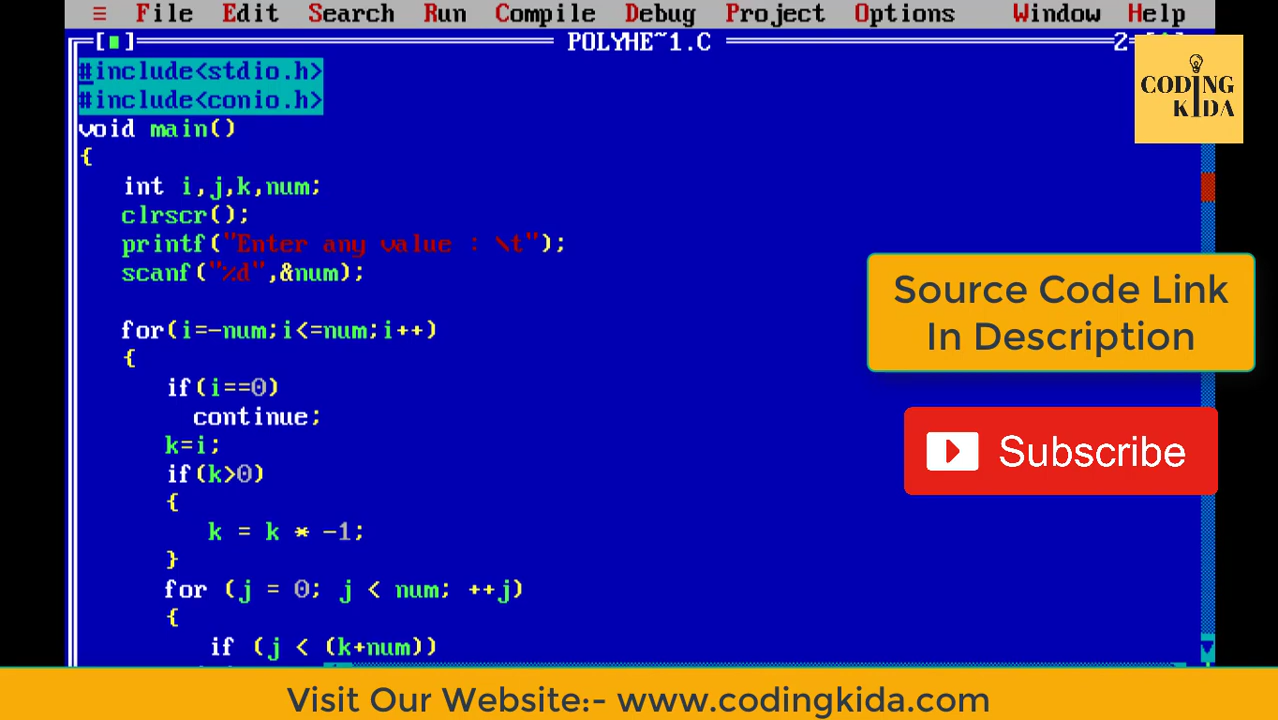 ≡ File Edit Search Run Compile Debug Project Options Window Help
[■] POLYHE~1.C 2=[↑]
#include<stdio.h>
#include<conio.h>
void main()
{
int i,j,k,num;
clrscr();
printf("Enter any value : \t");
scanf("%d",&num);
for(i=-num;i<=num;i++)
{
if(i==0)
continue;
k=i;
if(k>0)
{
k = k * -1;
}
for (j = 0; j < num; ++j)
{
if (j < (k+num))
CODING
KIDA
Source Code Link
In Description
Subscribe
Visit Our Website:- www.codingkida.com